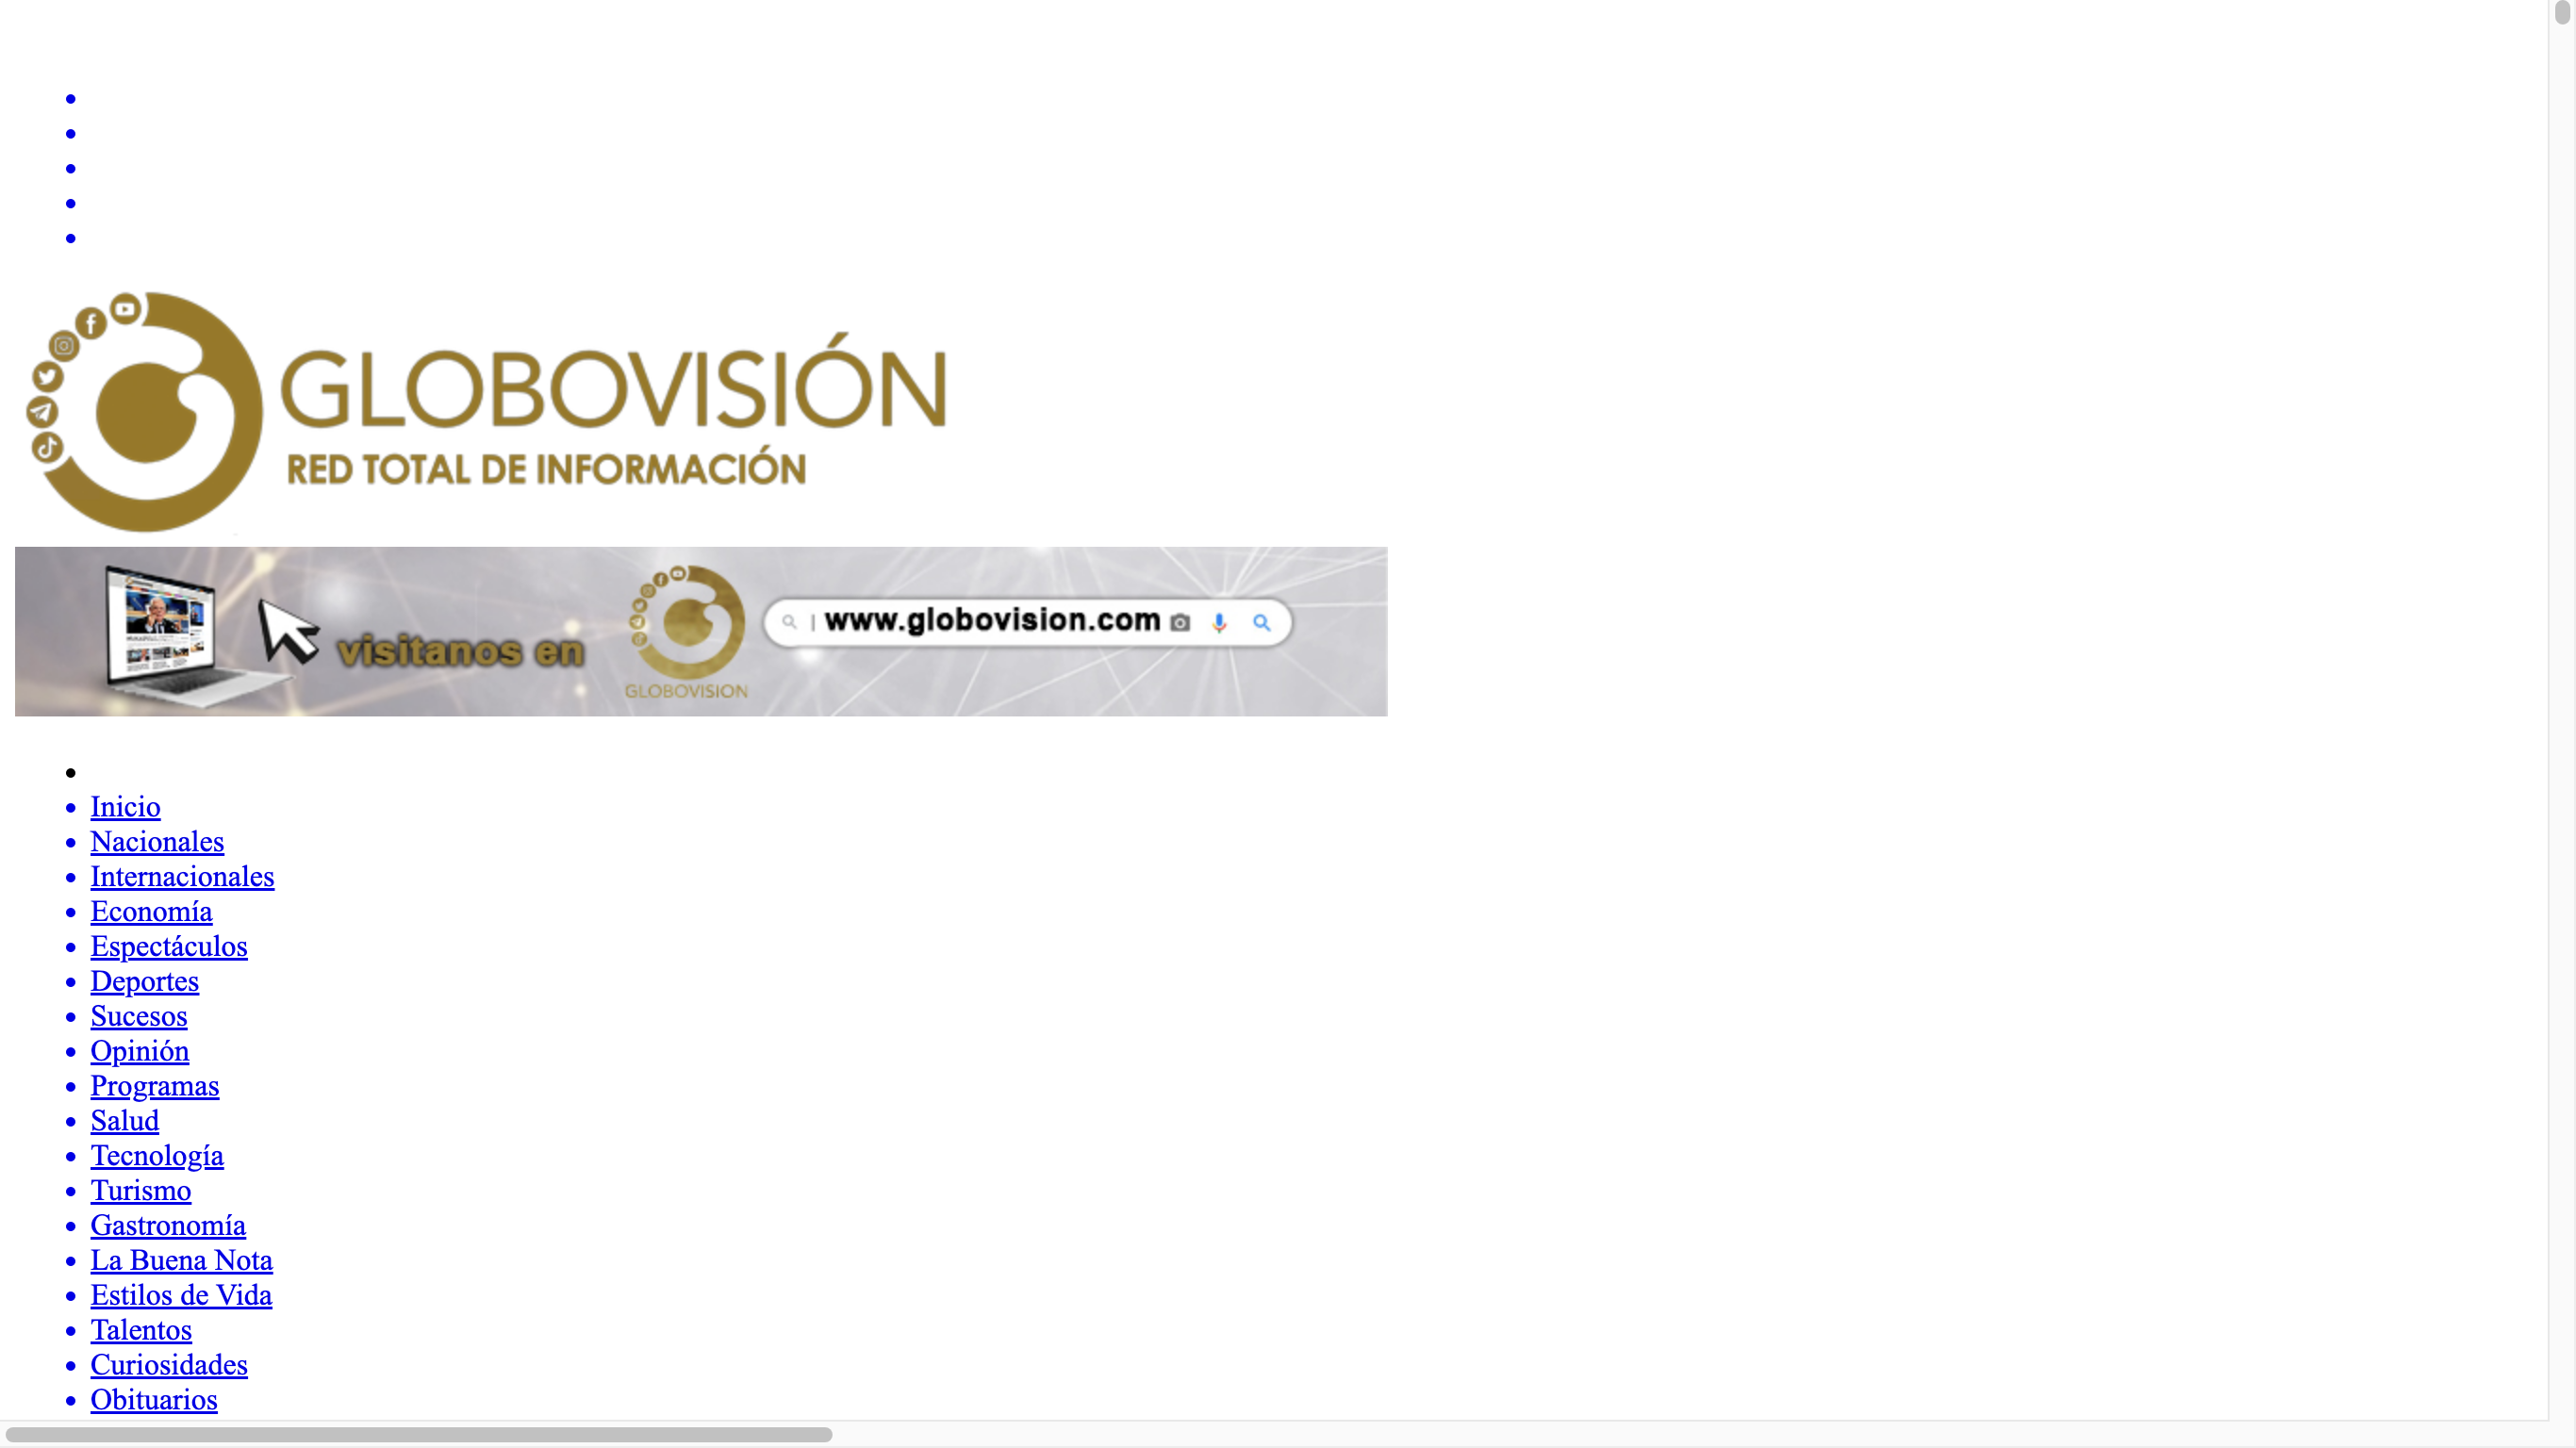 GLOBOVISIÓN
RED TOTAL DE INFORMACIÓN
visitanos en
GLOBOVISION
www.globovision.com
Inicio
Nacionales
Internacionales
Economía
Espectáculos
Deportes
Sucesos
Opinión
Programas
Salud
Tecnología
Turismo
Gastronomía
La Buena Nota
Estilos de Vida
Talentos
Curiosidades
Obituarios